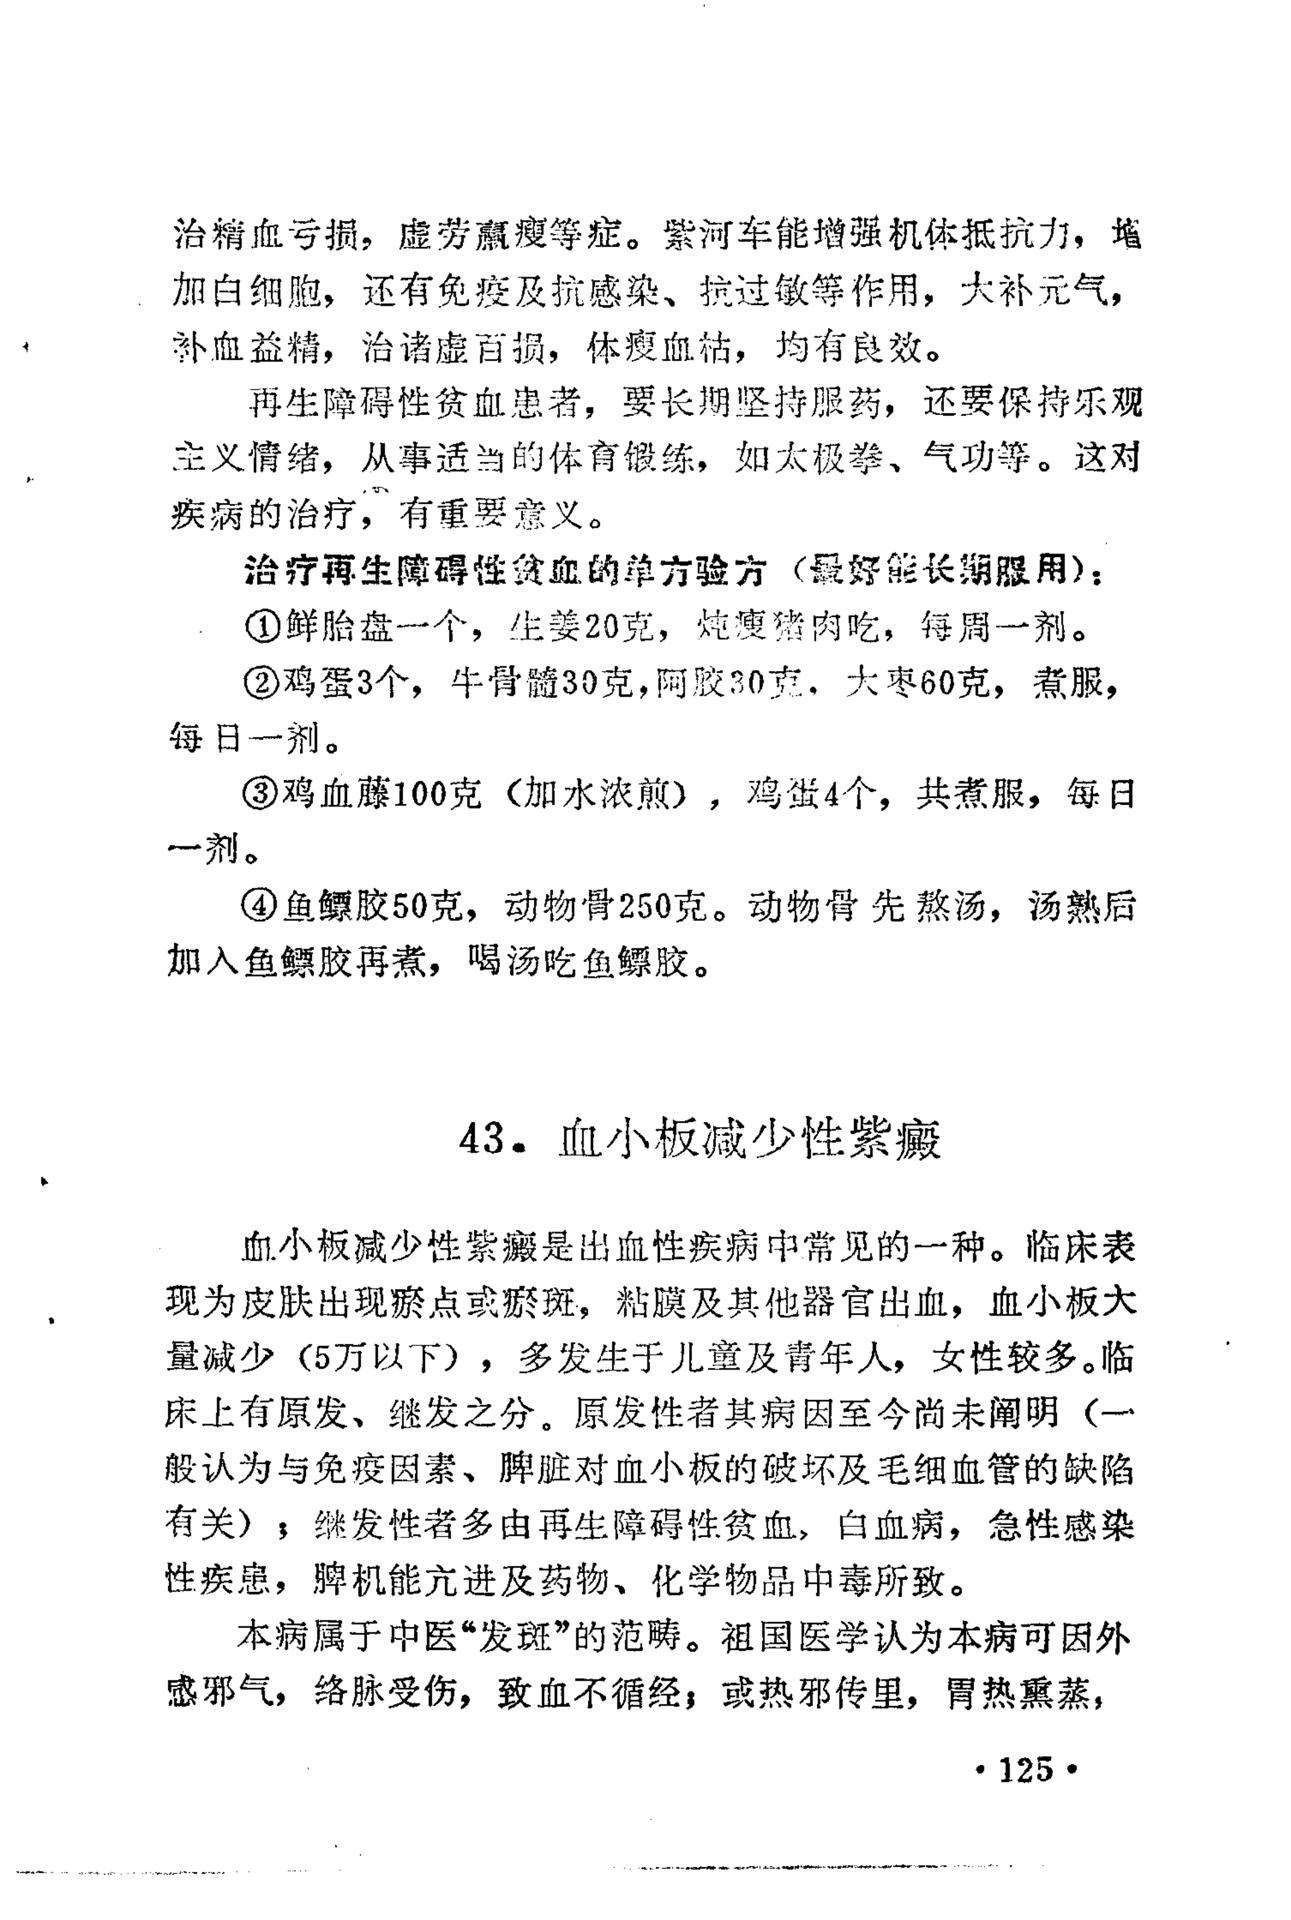 治精血亏损，虚劳羸瘦等症。紫河车能增强机体抵抗力，增
加白细胞，还有免疫及抗感染、抗过敏等作用，大补元气，
补血益精，治诸虚百损，体瘦血枯，均有良效。
再生障碍性贫血患者，要长期坚持服药，还要保持乐观
主义情绪，从事适当的体育锻练，如太极拳、气功等。这对
疾病的治疗，有重要意义。
治疗再生障碍性贫血的单方验方（最好能长期服用）：
①鲜胎盘一个，生姜20克，炖瘦猪肉吃，每周一剂。
②鸡蛋3个，牛骨髓30克，阿胶30克．大枣60克，煮服，
每日一剂。
③鸡血藤100克（加水浓煎），鸡蛋4个，共煮服，每日
一剂。
④鱼鳔胶50克，动物骨250克。动物骨先熬汤，汤熟后
加入鱼鳔胶再煮，喝汤吃鱼鳔胶。
43．血小板减少性紫癜
血小板减少性紫癜是出血性疾病中常见的一种。临床表
现为皮肤出现瘀点或瘀斑，粘膜及其他器官出血，血小板大
量减少（5万以下），多发生于儿童及青年人，女性较多。临
床上有原发、继发之分。原发性者其病因至今尚未阐明（一
般认为与免疫因素、脾脏对血小板的破坏及毛细血管的缺陷
有关）；继发性者多由再生障碍性贫血，白血病，急性感染
性疾患，脾机能亢进及药物、化学物品中毒所致。
本病属于中医“发斑”的范畴。祖国医学认为本病可因外
感邪气，络脉受伤，致血不循经；或热邪传里，胃热熏蒸，
·125·